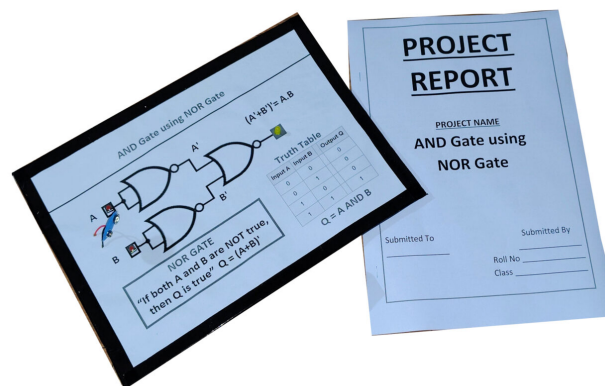 AND Gate using NOR Gate
(A'+B')'= A.B
A'
A
B'
B
Truth Table
Input A Input B Output Q
0 0 0
0 1 0
1 0 0
1 1 1
Q = A AND B
NOR GATE
"If both A and B are NOT true,
then Q is true" Q = (A+B)'
PROJECT
REPORT
PROJECT NAME
AND Gate using
NOR Gate
Submitted To
Submitted By
Roll No
Class